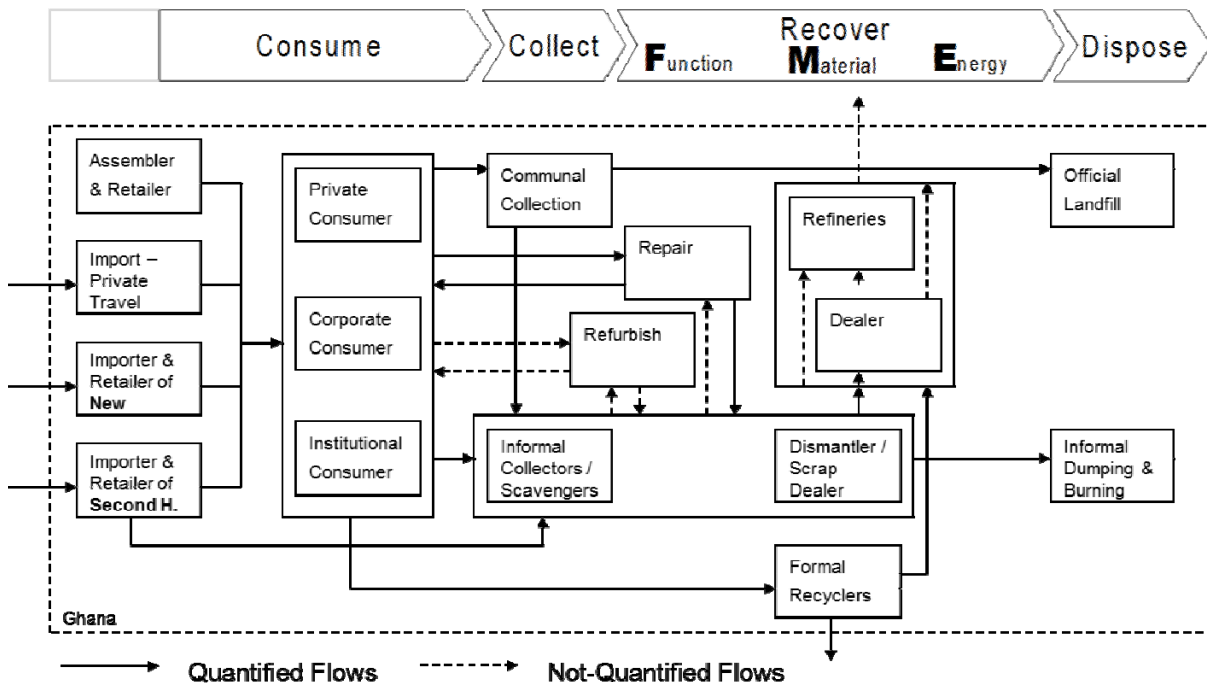 Consume
Collect
Recover
Function Material Energy
Dispose
Assembler
& Retailer
Import –
Private
Travel
Importer &
Retailer of
New
Importer &
Retailer of
Second H.
Private
Consumer
Corporate
Consumer
Institutional
Consumer
Communal
Collection
Repair
Refurbish
Informal
Collectors /
Scavengers
Refineries
Dealer
Dismantler /
Scrap
Dealer
Formal
Recyclers
Official
Landfill
Informal
Dumping &
Burning
Ghana
Quantified Flows
Not-Quantified Flows